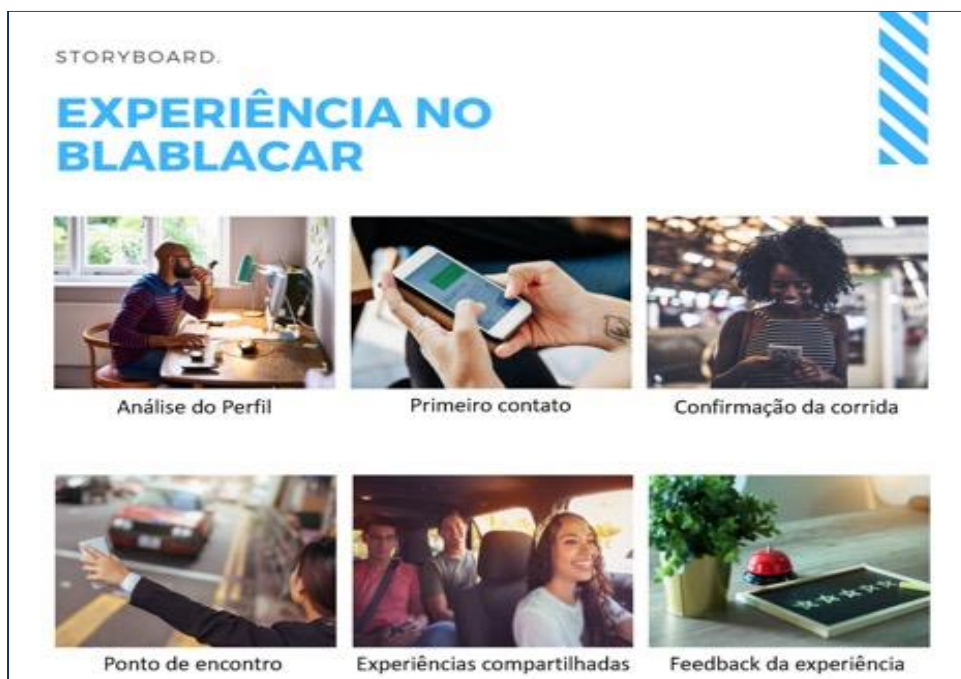 STORYBOARD.
EXPERIÊNCIA NO
BLABLACAR
Análise do Perfil
Primeiro contato
Confirmação da corrida
Ponto de encontro
Experiências compartilhadas
Feedback da experiência